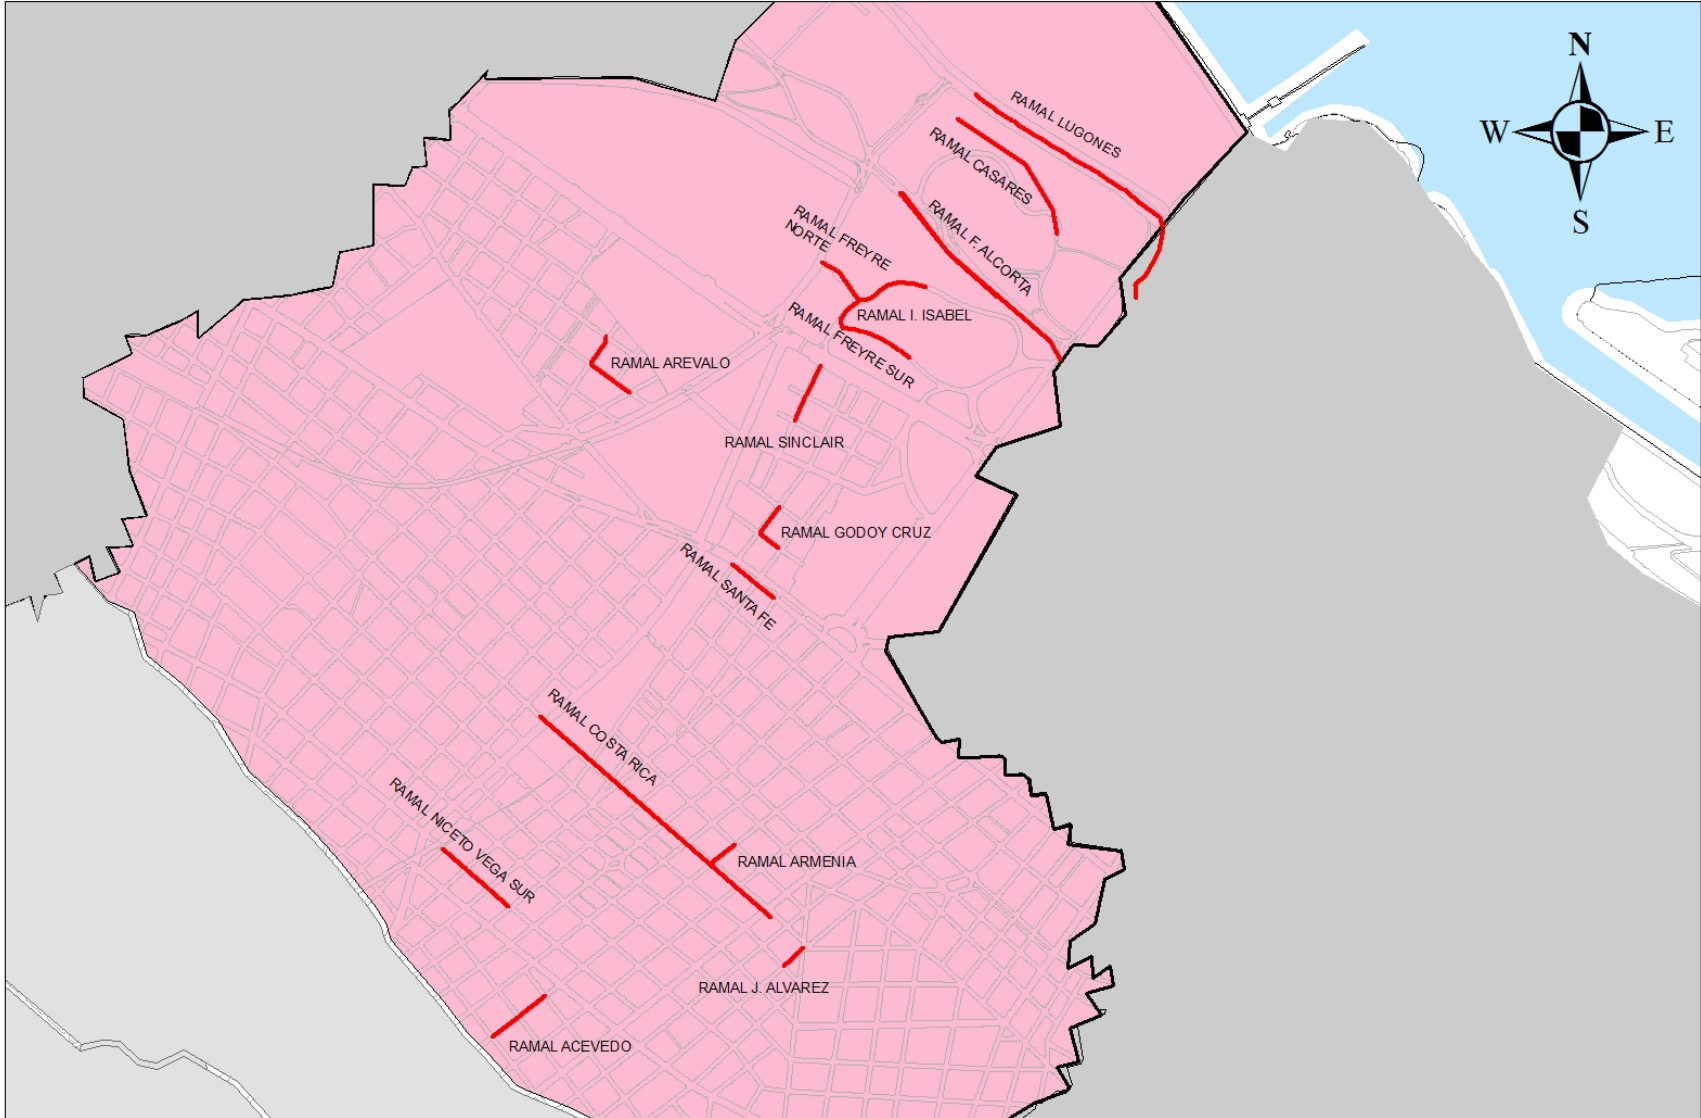 N
W
E
S
RAMAL LUGONES
RAMAL CASARES
RAMAL F. ALCORTA
RAMAL FREYRE
NORTE
RAMAL I. ISABEL
RAMAL FREYRE SUR
RAMAL AREVALO
RAMAL SINCLAIR
RAMAL GODOY CRUZ
RAMAL SANTA FE
RAMAL COSTA RICA
RAMAL NICETO VEGA SUR
RAMAL ARMENIA
RAMAL J. ALVAREZ
RAMAL ACEVEDO